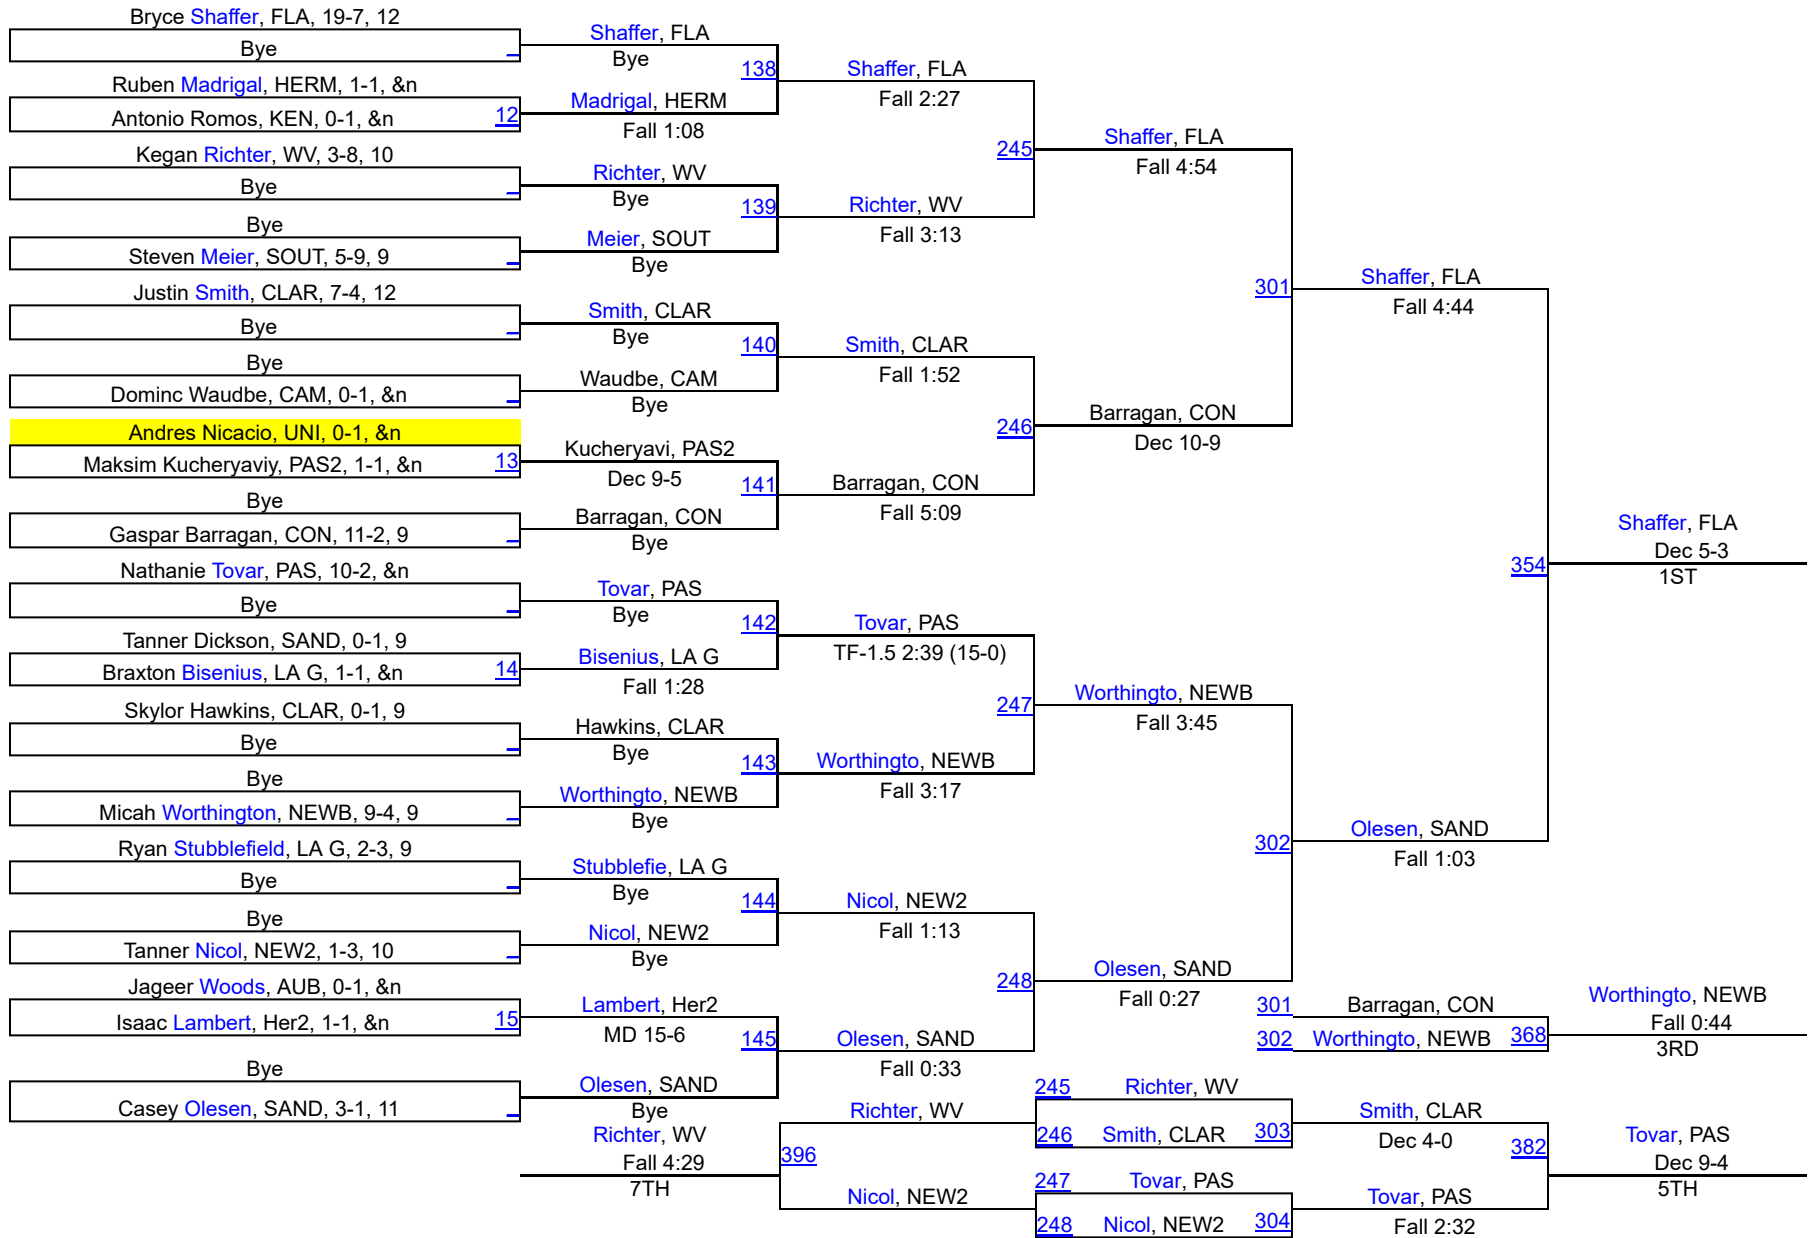 Bryce Shaffer, FLA, 19-7, 12
Bye
Ruben Madrigal, HERM, 1-1, &n
Antonio Romos, KEN, 0-1, &n 12
Kegan Richter, WV, 3-8, 10
Bye
Bye
Steven Meier, SOUT, 5-9, 9
Justin Smith, CLAR, 7-4, 12
Bye
Bye
Dominc Waudbe, CAM, 0-1, &n
Andres Nicacio, UNI, 0-1, &n
Maksim Kucheryaviy, PAS2, 1-1, &n 13
Bye
Gaspar Barragan, CON, 11-2, 9
Nathanie Tovar, PAS, 10-2, &n
Bye
Tanner Dickson, SAND, 0-1, 9
Braxton Bisenius, LA G, 1-1, &n 14
Skylor Hawkins, CLAR, 0-1, 9
Bye
Bye
Micah Worthington, NEWB, 9-4, 9
Ryan Stubblefield, LA G, 2-3, 9
Bye
Bye
Tanner Nicol, NEW2, 1-3, 10
Jageer Woods, AUB, 0-1, &n
Isaac Lambert, Her2, 1-1, &n 15
Bye
Casey Olesen, SAND, 3-1, 11
Shaffer, FLA
Bye
138
Madrigal, HERM
Fall 1:08
Richter, WV
Bye
139
Meier, SOUT
Bye
Smith, CLAR
Bye
140
Waudbe, CAM
Bye
Kucheryavi, PAS2
Dec 9-5
141
Barragan, CON
Bye
Tovar, PAS
Bye
142
Bisenius, LA G
Fall 1:28
Hawkins, CLAR
Bye
143
Worthingto, NEWB
Bye
Stubblefie, LA G
Bye
144
Nicol, NEW2
Bye
Lambert, Her2
MD 15-6
145
Olesen, SAND
Bye
Shaffer, FLA
Fall 2:27
245
Richter, WV
Fall 3:13
Smith, CLAR
Fall 1:52
246
Barragan, CON
Fall 5:09
Tovar, PAS
TF-1.5 2:39 (15-0)
247
Worthingto, NEWB
Fall 3:17
Nicol, NEW2
Fall 1:13
248
Olesen, SAND
Fall 0:33
Shaffer, FLA
Fall 4:54
301
Barragan, CON
Dec 10-9
Worthingto, NEWB
Fall 3:45
302
Olesen, SAND
Fall 0:27
Shaffer, FLA
Fall 4:44
354
Olesen, SAND
Fall 1:03
Shaffer, FLA
Dec 5-3
1ST
301 Barragan, CON
302 Worthingto, NEWB 368
Worthingto, NEWB
Fall 0:44
3RD
245 Richter, WV
246 Smith, CLAR 303
247 Tovar, PAS
248 Nicol, NEW2 304
Smith, CLAR
Dec 4-0
382
Tovar, PAS
Fall 2:32
Tovar, PAS
Dec 9-4
5TH
Richter, WV
396
Nicol, NEW2
Richter, WV
Fall 4:29
7TH